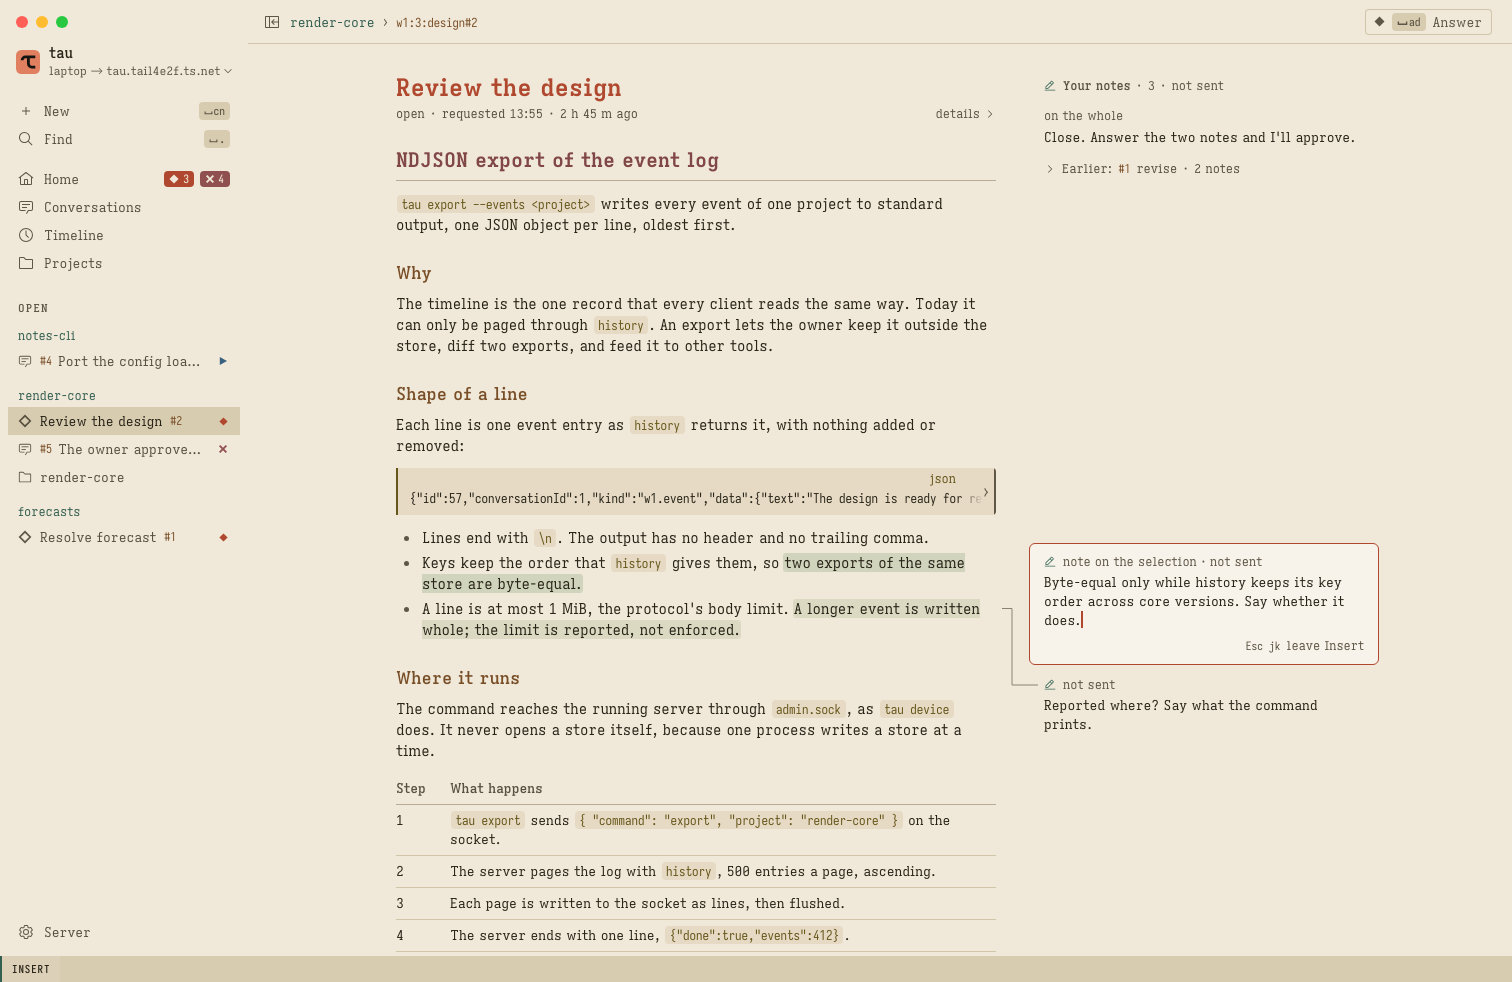 render-core › w1:3:design#2
ad Answer
tau
laptop → tau.tail4e2f.ts.net
New
cn
Find
.
Home
3
4
Conversations
Timeline
Projects
OPEN
notes-cli
#4 Port the config loa...
render-core
Review the design #2
#5 The owner approve...
render-core
forecasts
Resolve forecast #1
Server
INSERT
Review the design
open · requested 13:55 · 2 h 45 m ago
details
NDJSON export of the event log
tau export --events <project> writes every event of one project to standard
output, one JSON object per line, oldest first.
Why
The timeline is the one record that every client reads the same way. Today it
can only be paged through history. An export lets the owner keep it outside the
store, diff two exports, and feed it to other tools.
Shape of a line
Each line is one event entry as history returns it, with nothing added or
removed:
json
{"id":57,"conversationId":1,"kind":"w1.event","data":{"text":"The design is ready for re
• Lines end with \n. The output has no header and no trailing comma.
• Keys keep the order that history gives them, so two exports of the same
store are byte-equal.
• A line is at most 1 MiB, the protocol's body limit. A longer event is written
whole; the limit is reported, not enforced.
Where it runs
The command reaches the running server through admin.sock, as tau device
does. It never opens a store itself, because one process writes a store at a
time.
Step What happens
1 tau export sends { "command": "export", "project": "render-core" } on the
socket.
2 The server pages the log with history, 500 entries a page, ascending.
3 Each page is written to the socket as lines, then flushed.
4 The server ends with one line, {"done":true,"events":412}.
Your notes · 3 · not sent
on the whole
Close. Answer the two notes and I'll approve.
Earlier: #1 revise · 2 notes
note on the selection · not sent
Byte-equal only while history keeps its key
order across core versions. Say whether it
does.
Esc jk leave Insert
not sent
Reported where? Say what the command
prints.